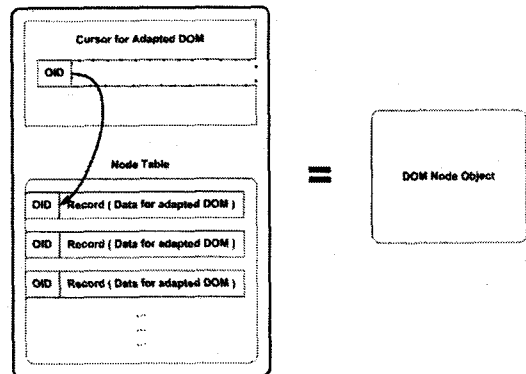 Cursor for Adapted DOM
OID
Node Table
OID Record ( Data for adapted DOM )
OID Record ( Data for adapted DOM )
OID Record ( Data for adapted DOM )
=
DOM Node Object